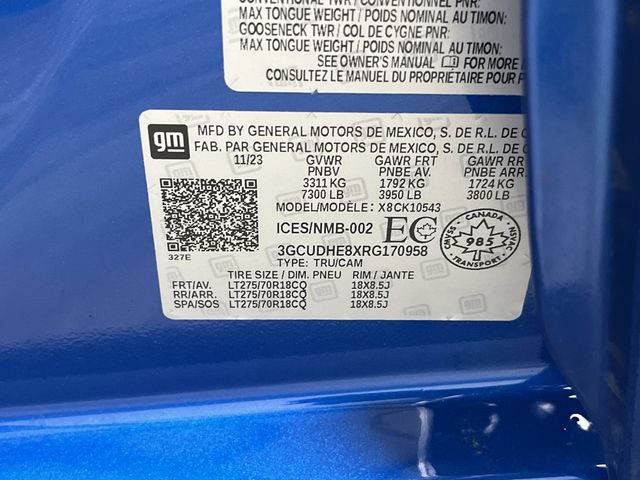 CONVENTIONAL TWR / CONVENTIONNEL PNR:
MAX TONGUE WEIGHT / POIDS NOMINAL AU TIMON:
GOOSENECK TWR / COL DE CYGNE PNR:
MAX TONGUE WEIGHT / POIDS NOMINAL AU TIMON:
SEE OWNER'S MANUAL FOR MORE
CONSULTEZ LE MANUEL DU PROPRIÉTAIRE POUR P
gm
MFD BY GENERAL MOTORS DE MEXICO, S. DE R.L. DE C
FAB. PAR GENERAL MOTORS DE MEXICO, S. DE R.L. DE
11/23 GVWR GAWR FRT GAWR RR
PNBV PNBE AV. PNBE ARR.
3311 KG 1792 KG 1724 KG
7300 LB 3950 LB 3800 LB
MODEL/MODÈLE: X8CK10543
ICES/NMB-002 EC
CANADA
985
TRANSPORT
3GCUDHE8XRG170958
327E
TYPE: TRU/CAM
TIRE SIZE / DIM. PNEU RIM / JANTE
FRT/AV. LT275/70R18CQ 18X8.5J
RR/ARR. LT275/70R18CQ 18X8.5J
SPA/SOS LT275/70R18CQ 18X8.5J